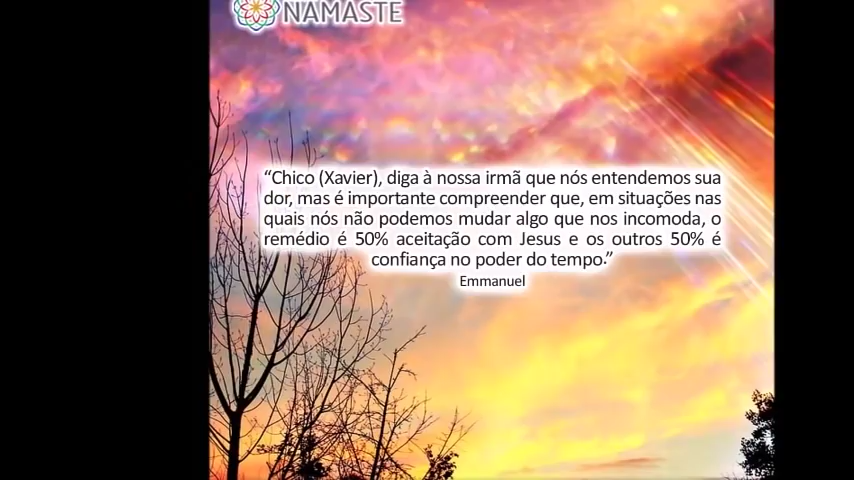 NAMASTE
“Chico (Xavier), diga à nossa irmã que nós entendemos sua
dor, mas é importante compreender que, em situações nas
quais nós não podemos mudar algo que nos incomoda, o
remédio é 50% aceitação com Jesus e os outros 50% é
confiança no poder do tempo.”
Emmanuel